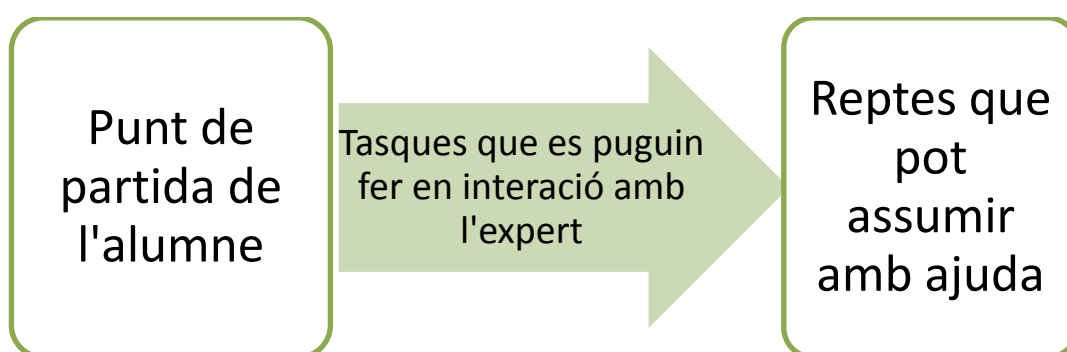 Punt de
partida de
l'alumne
Tasques que es puguin
fer en interació amb
l'expert
Reptes que
pot
assumir
amb ajuda